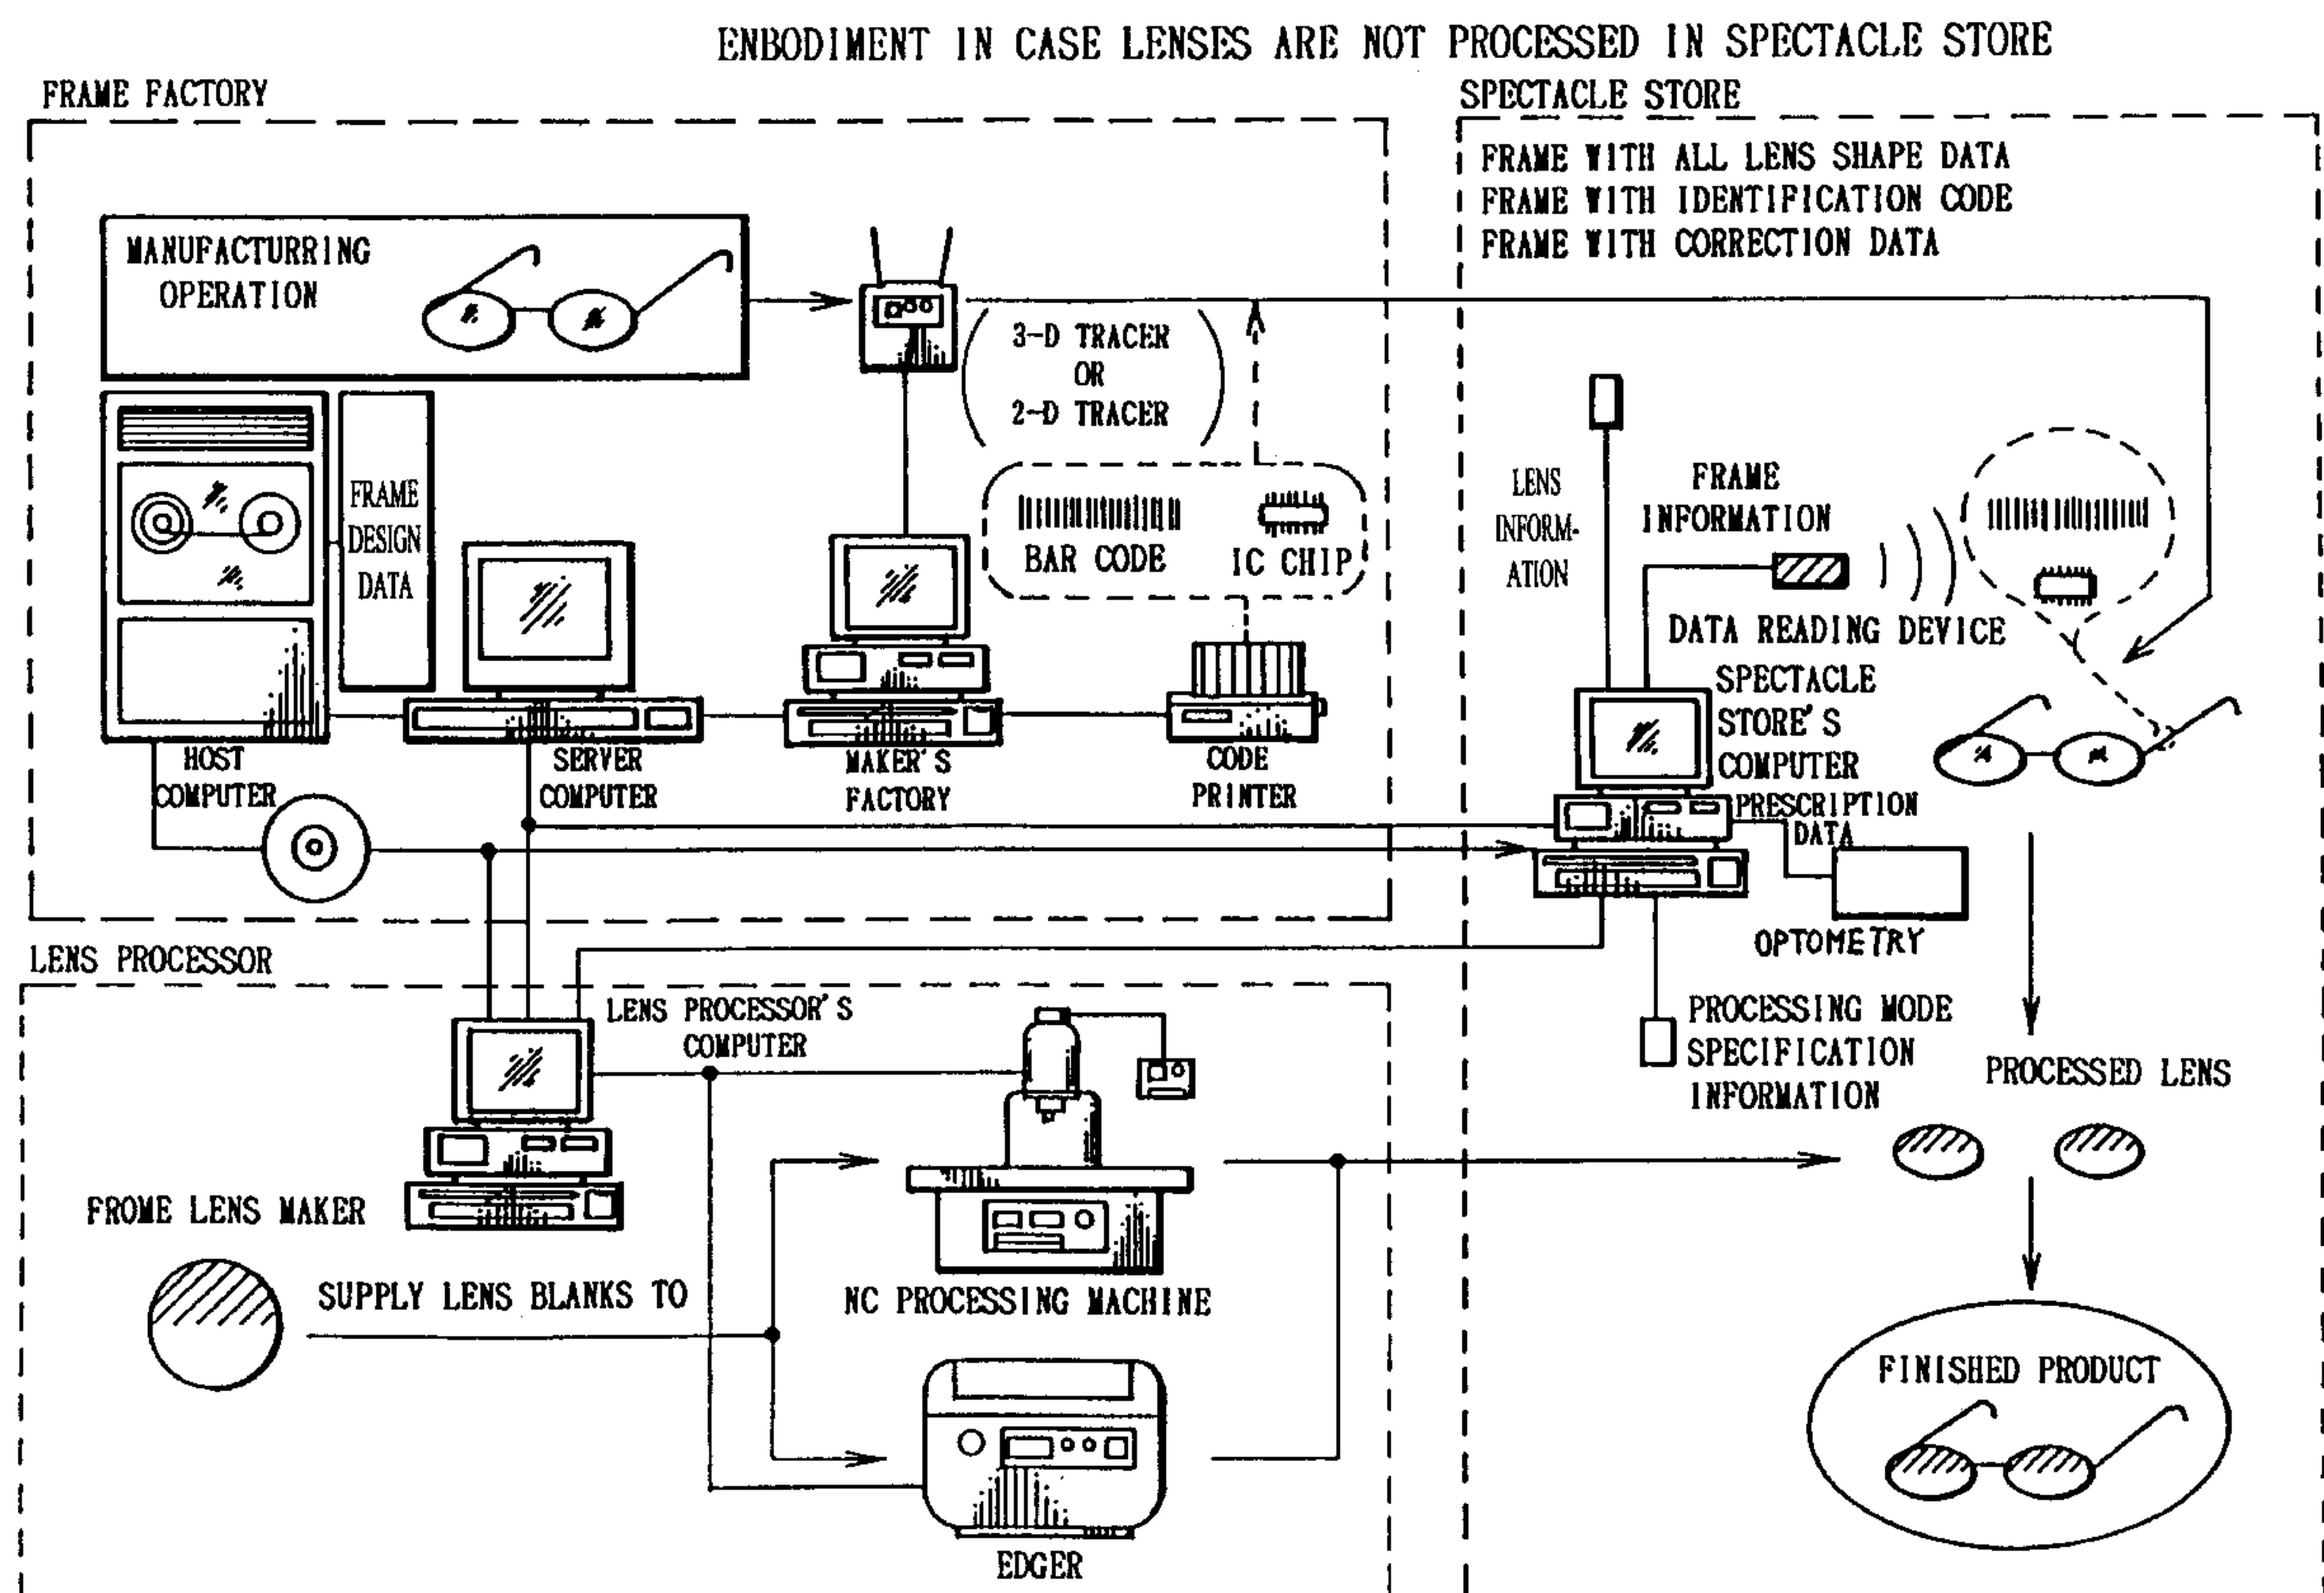 ENBODIMENT IN CASE LENSES ARE NOT PROCESSED IN SPECTACLE STORE
FRAME FACTORY
MANUFACTURRING
OPERATION
3-D TRACER
OR
2-D TRACER
FRAME
DESIGN
DATA
BAR CODE
IC CHIP
HOST
COMPUTER
SERVER
COMPUTER
MAKER'S
FACTORY
CODE
PRINTER
SPECTACLE STORE
FRAME WITH ALL LENS SHAPE DATA
FRAME WITH IDENTIFICATION CODE
FRAME WITH CORRECTION DATA
LENS
INFORM-
ATION
FRAME
INFORMATION
DATA READING DEVICE
SPECTACLE
STORE'S
COMPUTER
PRESCRIPTION
DATA
OPTOMETRY
PROCESSING MODE
SPECIFICATION
INFORMATION
PROCESSED LENS
FINISHED PRODUCT
LENS PROCESSOR
LENS PROCESSOR'S
COMPUTER
FROME LENS MAKER
SUPPLY LENS BLANKS TO
NC PROCESSING MACHINE
EDGER